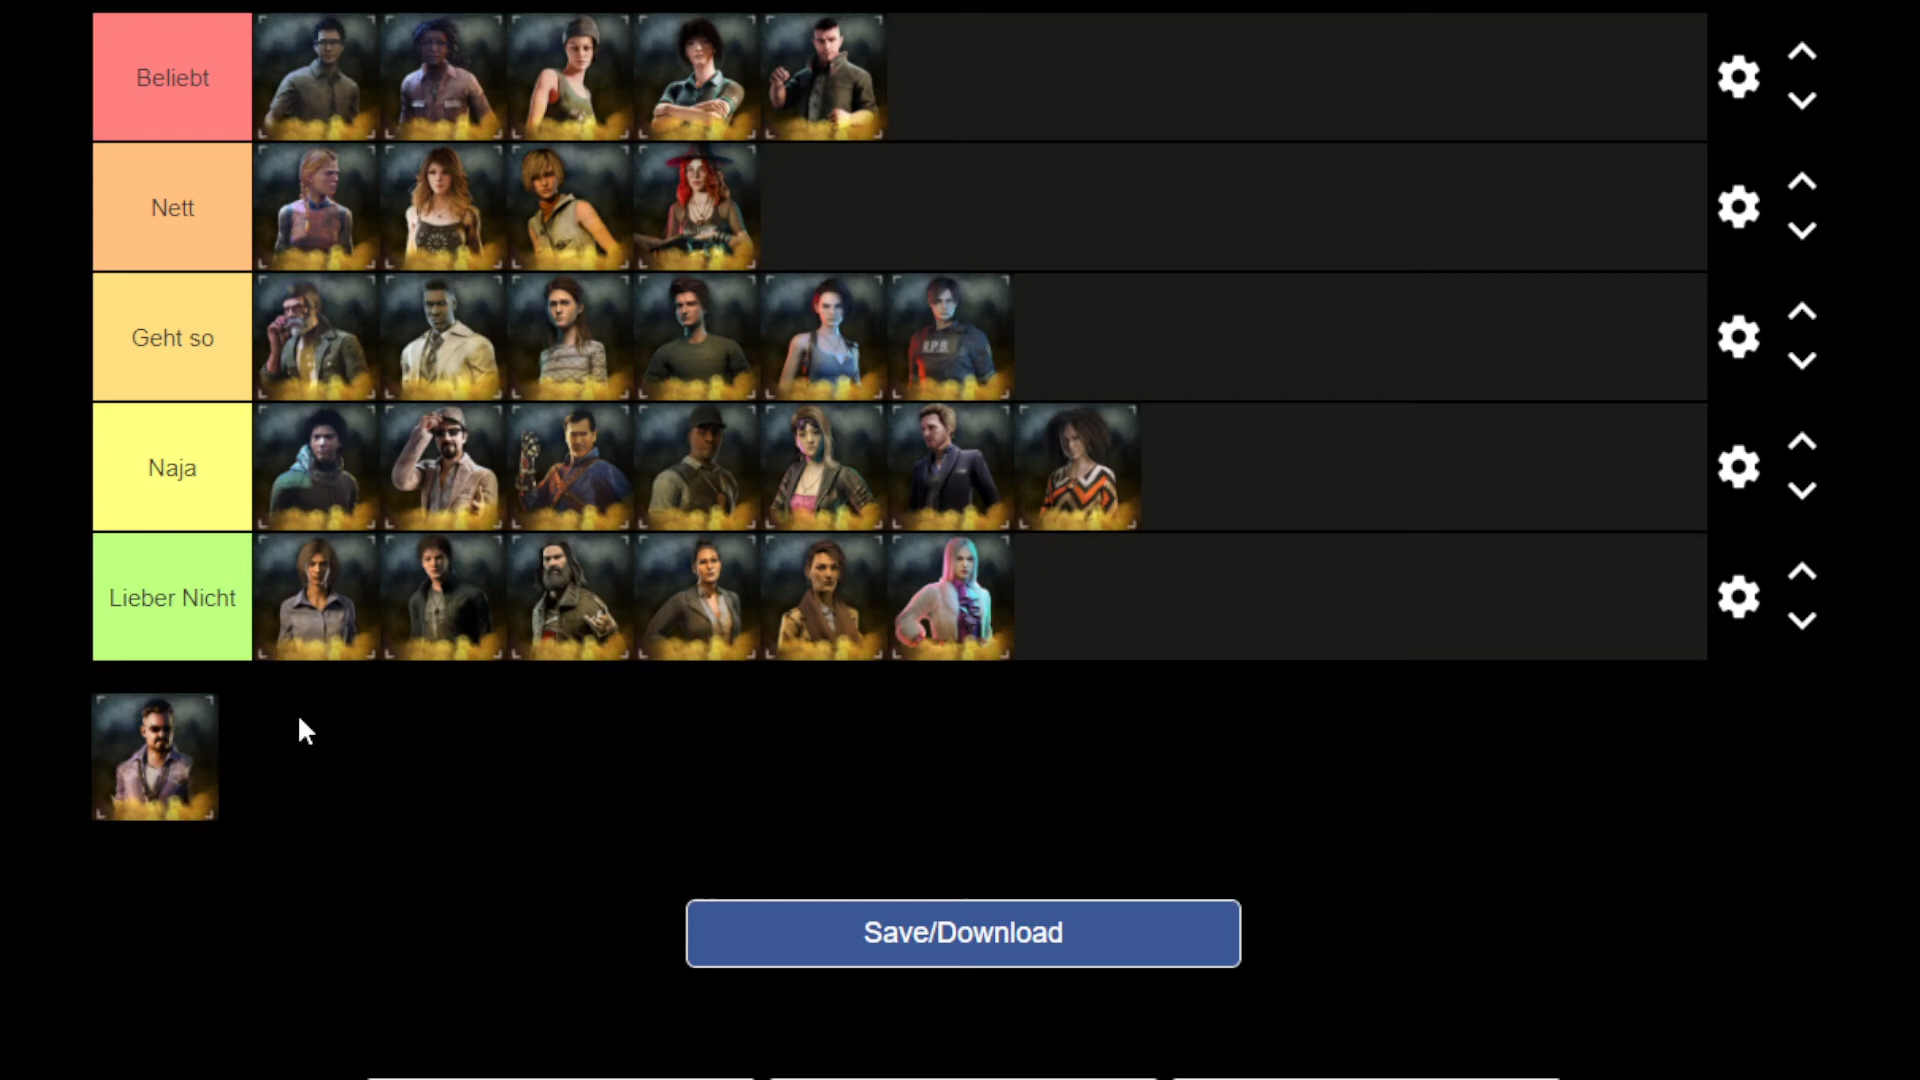 Beliebt
Nett
Geht so
R.P.D.
Naja
Lieber Nicht
Save/Download